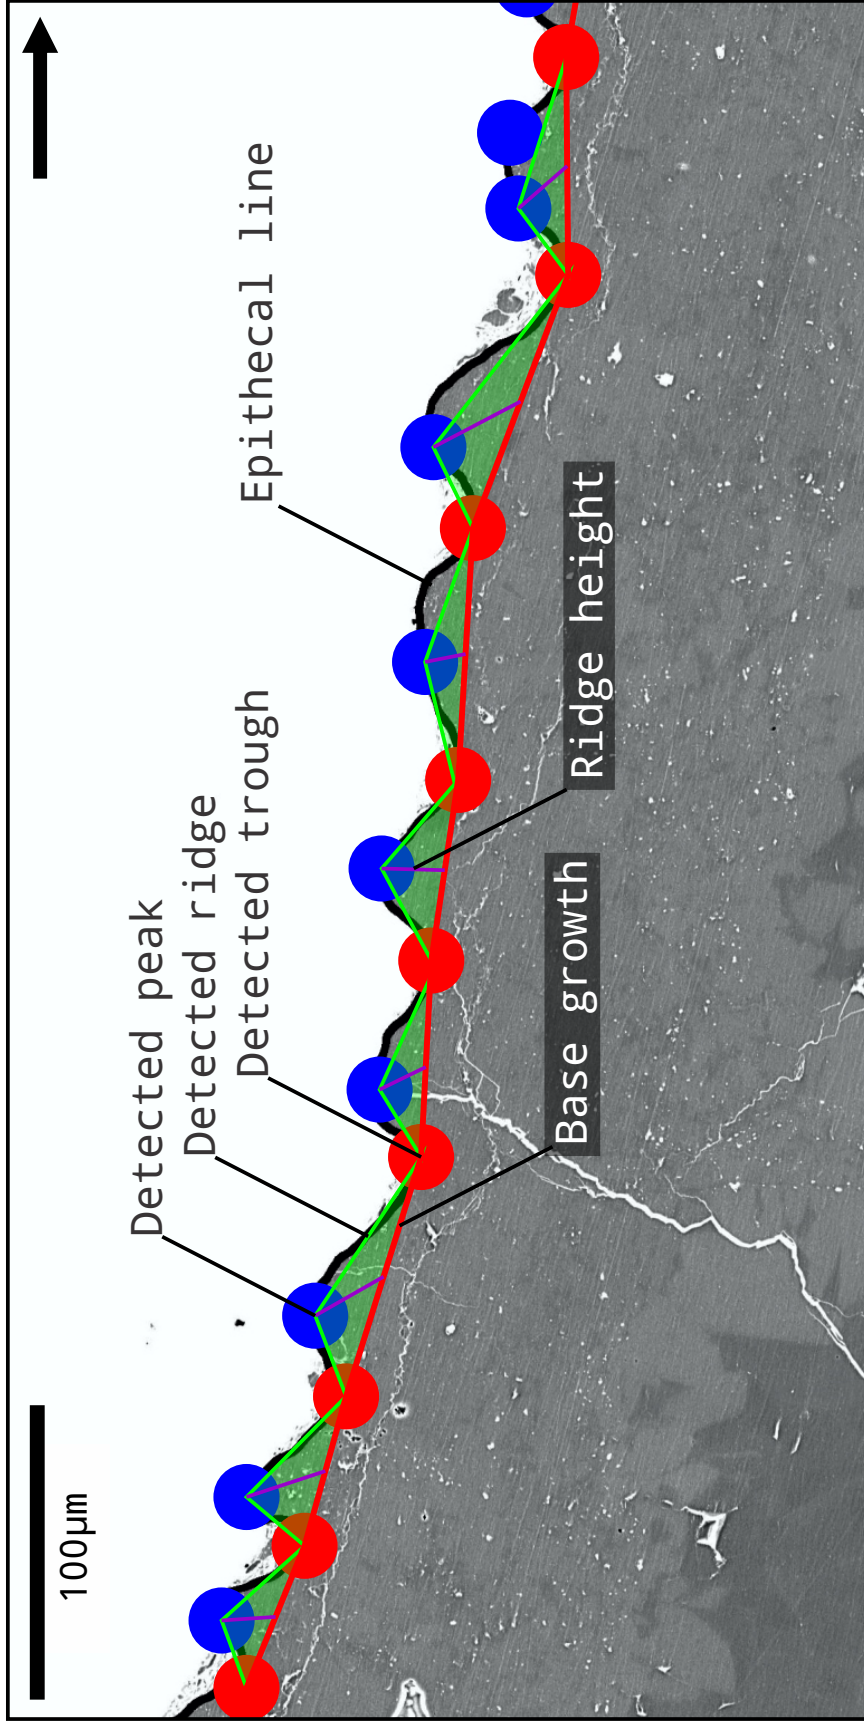 Detected peak
Detected ridge
Detected trough
Epithecal line
Ridge height
Base growth
100μm